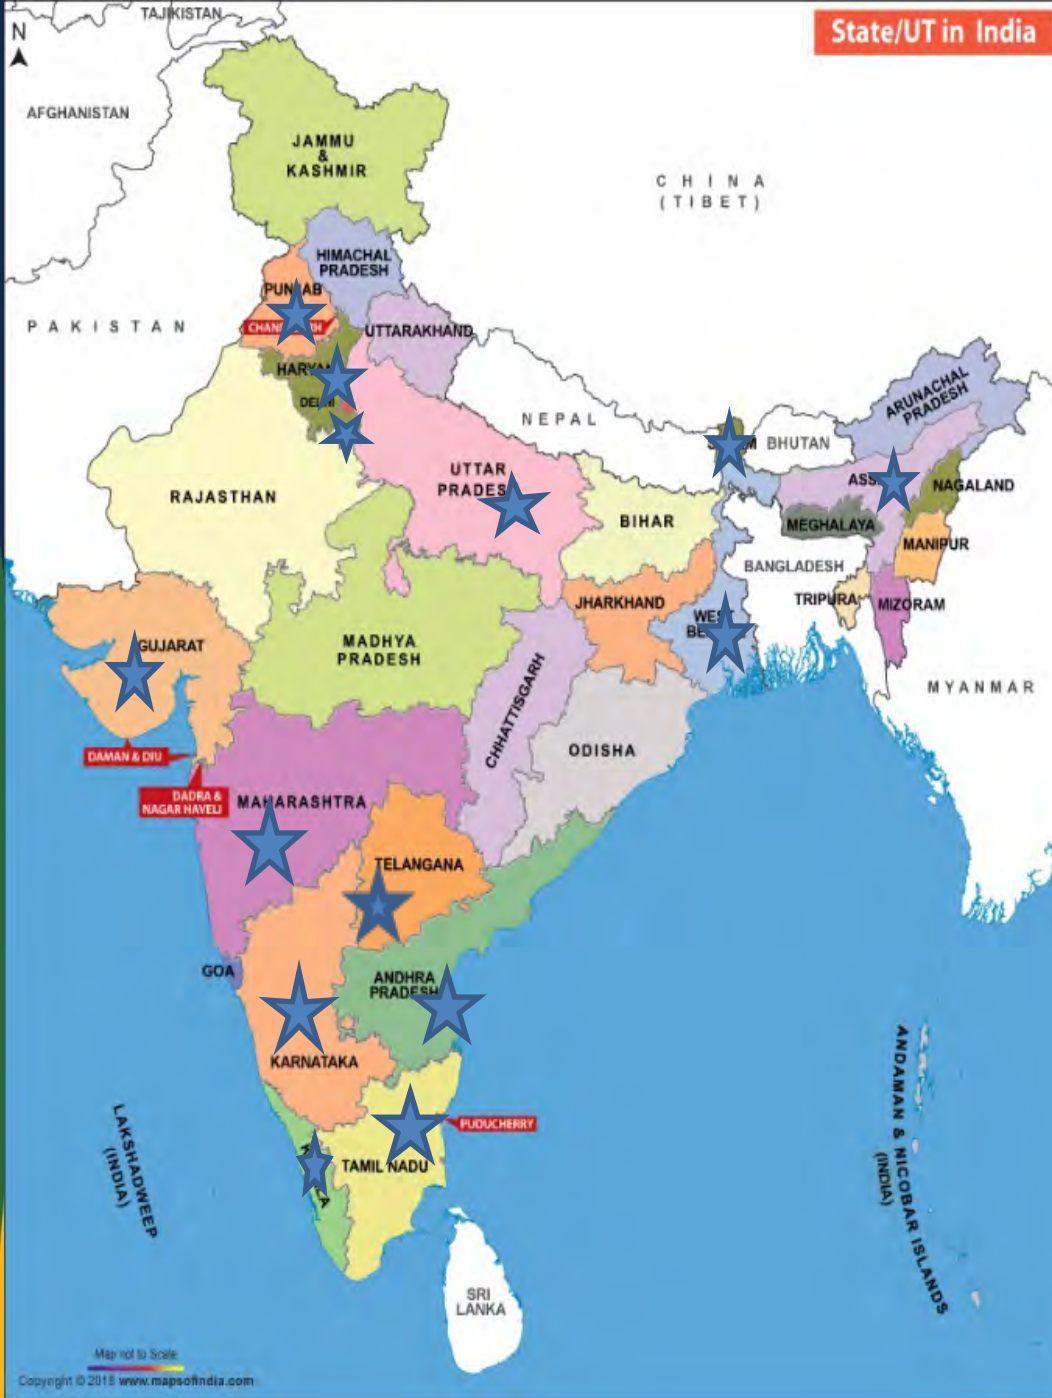 TAJIKISTAN
N
State/UT in India
AFGHANISTAN
JAMMU
&
KASHMIR
CHINA
(TIBET)
HIMACHAL
PRADESH
PAKISTAN
UTTARAKHAND
NEPAL
BHUTAN
ARUNACHAL
PRADESH
RAJASTHAN
UTTAR
BIHAR
NAGALAND
MEGHALAYA
MANIPUR
BANGLADESH
JHARKHAND
TRIPURA
MIZORAM
GUJARAT
MADHYA
PRADESH
CHHATTISGARH
MYANMAR
ODISHA
DAMAN & DIU
DADRA &
NAGAR HAVELI
MAHARASHTRA
TELANGANA
GOA
ANDHRA
PRADESH
KARNATAKA
PUDUCHERRY
TAMIL NADU
LAKSHADWEEP
(INDIA)
ANDAMAN & NICOBAR ISLANDS
(INDIA)
SRI
LANKA
Map not to Scale
Copyright © 2015 www.mapsofindia.com